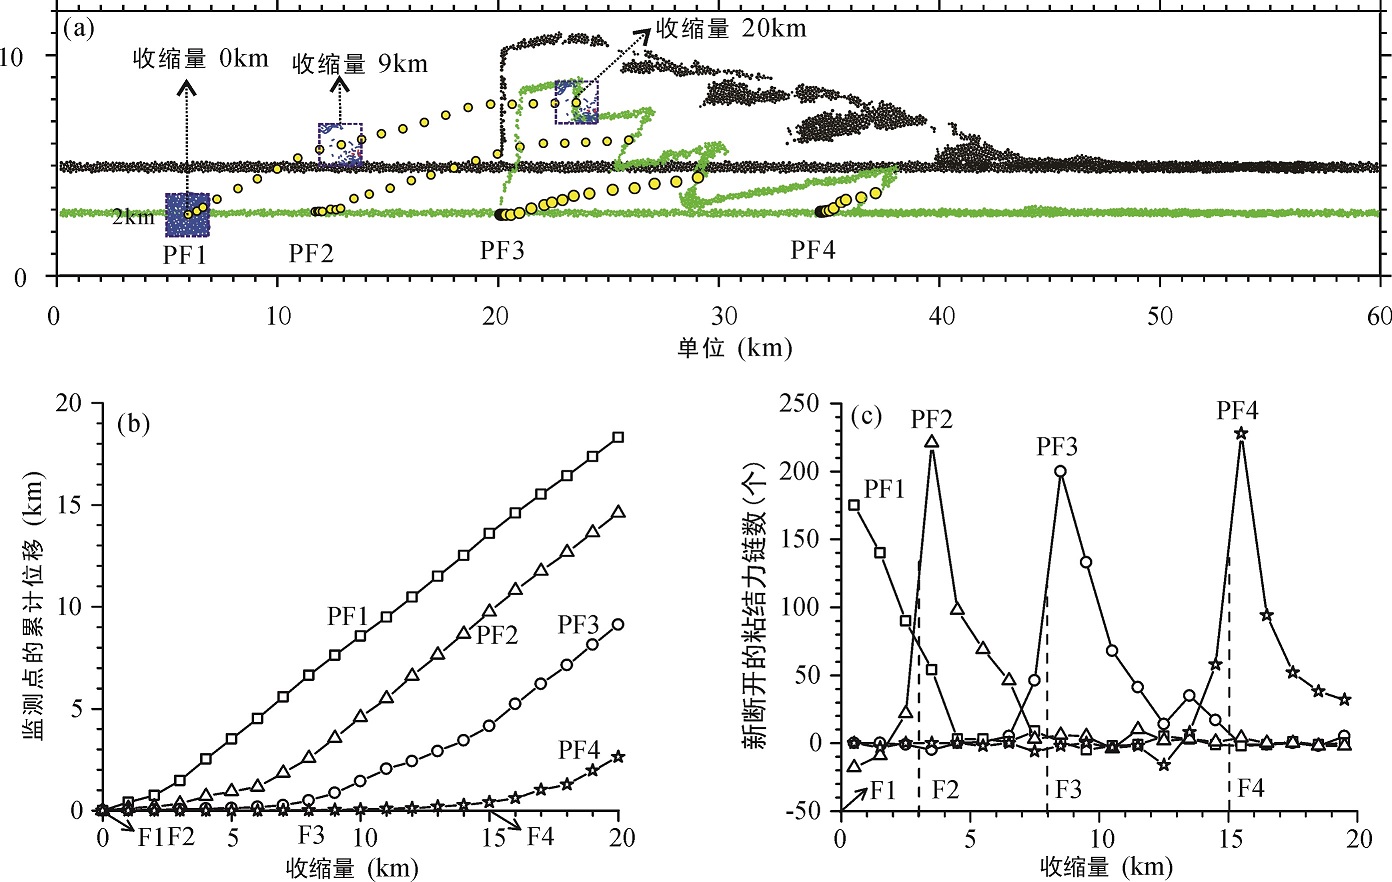 (a)
收缩量 20km
10
收缩量 0km
收缩量 9km
2km
PF1
PF2
PF3
PF4
0
0
10
20
30
40
50
60
单位 (km)
(b)
20
15
10
5
0
监测点的累计位移 (km)
PF1
PF2
PF3
PF4
0
F1
F2
5
F3
10
15
F4
20
收缩量 (km)
(c)
250
200
150
100
50
0
-50
新断开的粘结力链数(个)
PF1
PF2
PF3
PF4
F1
F2
F3
F4
0
5
10
15
20
收缩量 (km)